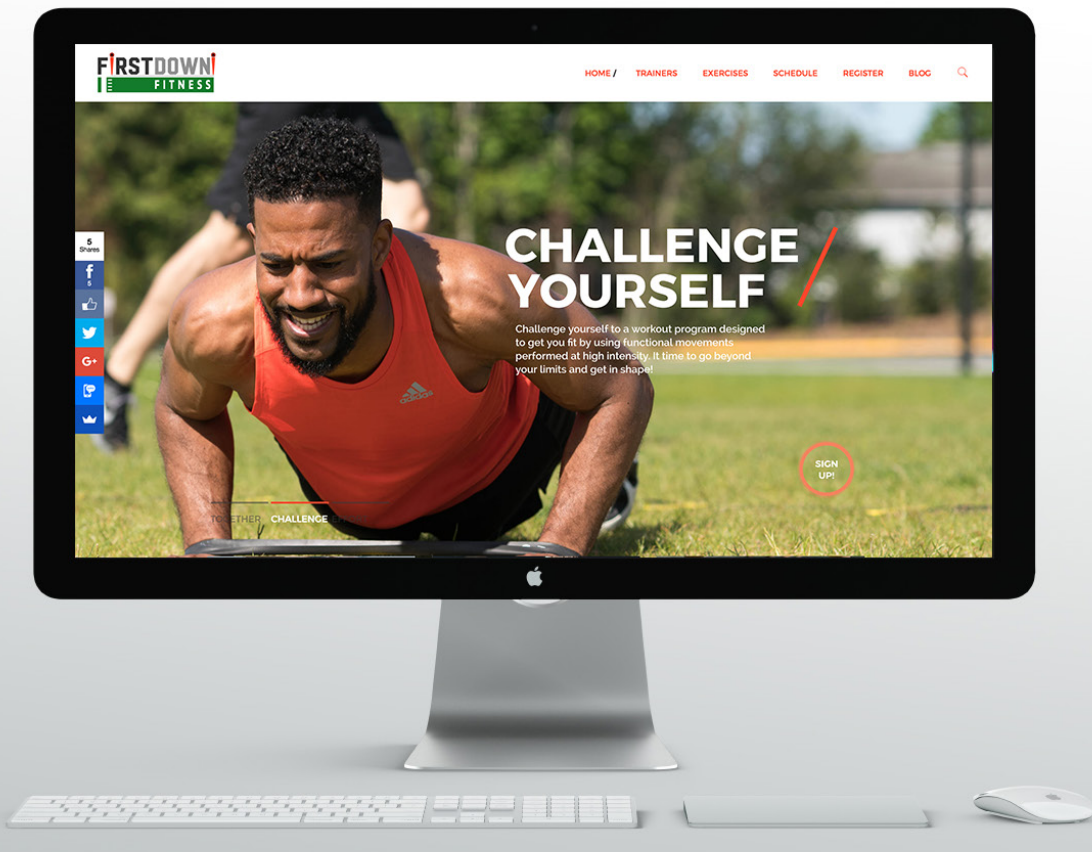 FIRSTDOWN
FITNESS
HOME / TRAINERS EXERCISES SCHEDULE REGISTER BLOG
CHALLENGE
YOURSELF
Challenge yourself to a workout program designed
to get you fit by using functional movements
performed at high intensity. It time to go beyond
your limits and get in shape!
5
Shares
f
5
G+
adidas
SIGN
UP!
TOGETHER CHALLENGE